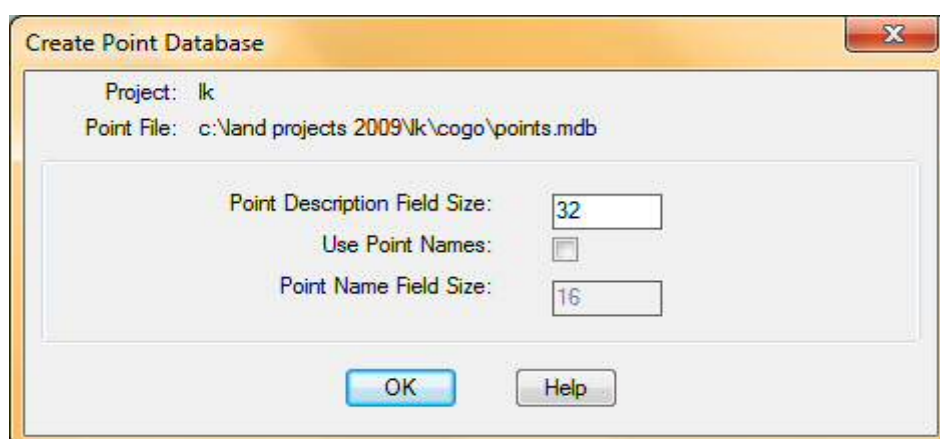 Create Point Database
Project: lk
Point File: c:\land projects 2009\lk\cogo\points.mdb
Point Description Field Size: 32
Use Point Names:
Point Name Field Size: 16
OK Help